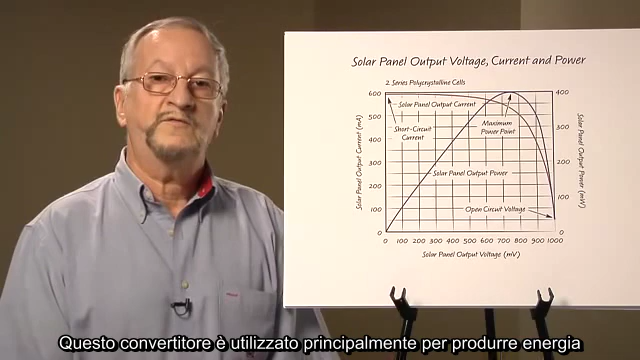 Solar Panel Output Voltage, Current and Power
2 Series Polycrystalline Cells
600
500
400
300
200
100
0
Solar Panel Output Current (mA)
Solar Panel Output Current
Short-Circuit
Current
Maximum
Power Point
Solar Panel Output Power
Open Circuit Voltage
400
300
200
100
0
Solar Panel Output Power (mW)
0 100 200 300 400 500 600 700 800 900 1000
Solar Panel Output Voltage (mV)
Questo convertitore è utilizzato principalmente per produrre energia